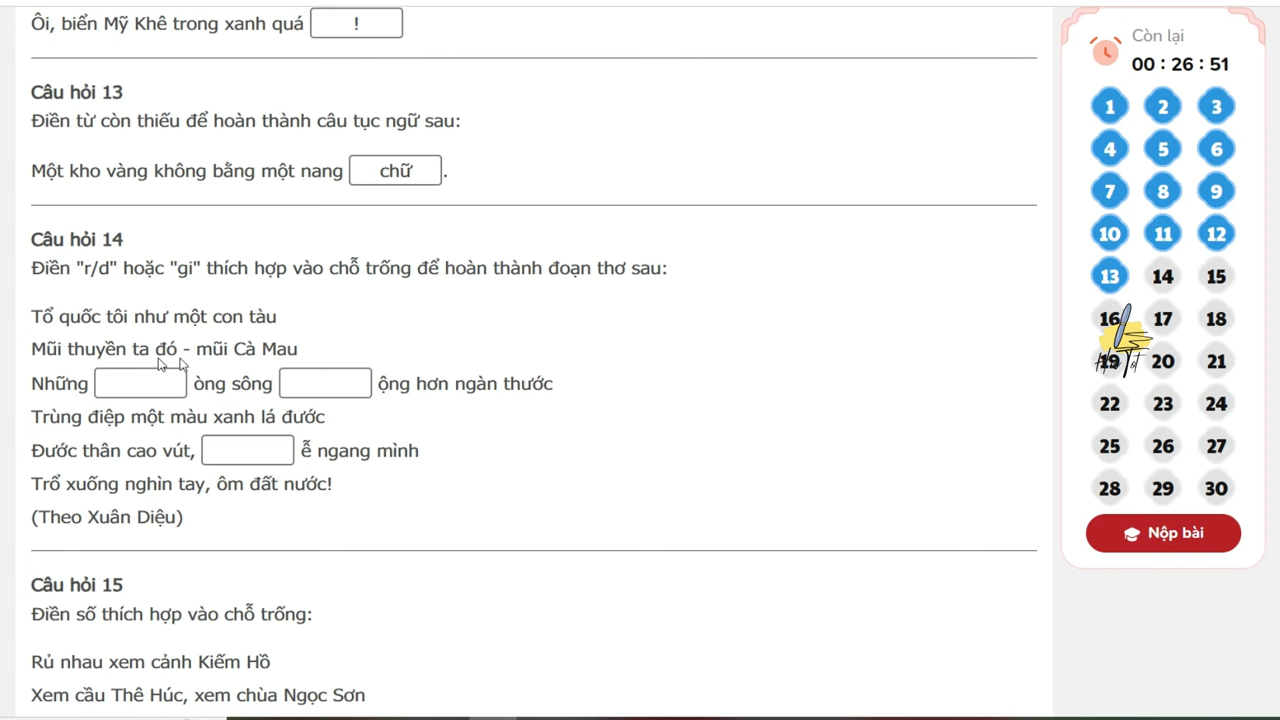 Ôi, biển Mỹ Khê trong xanh quá !
Câu hỏi 13
Điền từ còn thiếu để hoàn thành câu tục ngữ sau:
Một kho vàng không bằng một nang chữ.
Câu hỏi 14
Điền "r/d" hoặc "gi" thích hợp vào chỗ trống để hoàn thành đoạn thơ sau:
Tổ quốc tôi như một con tàu
Mũi thuyền ta đó - mũi Cà Mau
Những òng sông ộng hơn ngàn thước
Trùng điệp một màu xanh lá đước
Đước thân cao vút, ễ ngang mình
Trổ xuống nghìn tay, ôm đất nước!
(Theo Xuân Diệu)
Câu hỏi 15
Điền số thích hợp vào chỗ trống:
Rủ nhau xem cảnh Kiếm Hồ
Xem cầu Thê Húc, xem chùa Ngọc Sơn
Còn lại
00 : 26 : 51
1 2 3
4 5 6
7 8 9
10 11 12
13 14 15
16 17 18
19 20 21
22 23 24
25 26 27
28 29 30
Nộp bài